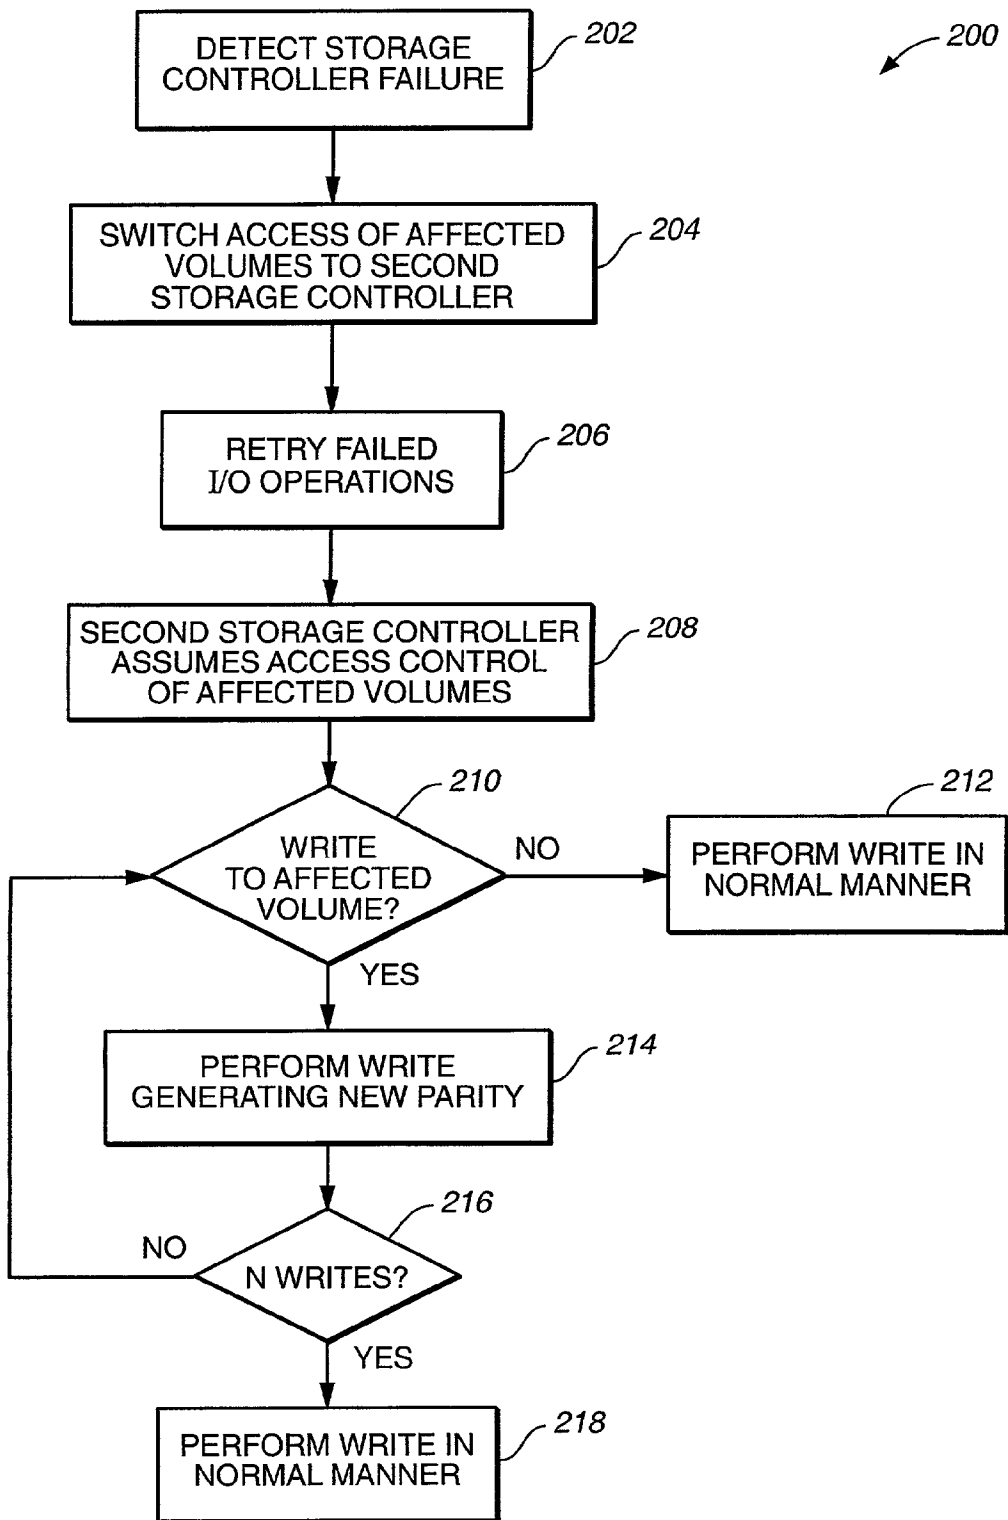 200
DETECT STORAGE
CONTROLLER FAILURE
202
SWITCH ACCESS OF AFFECTED
VOLUMES TO SECOND
STORAGE CONTROLLER
204
RETRY FAILED
I/O OPERATIONS
206
SECOND STORAGE CONTROLLER
ASSUMES ACCESS CONTROL
OF AFFECTED VOLUMES
208
WRITE
TO AFFECTED
VOLUME?
210
NO
PERFORM WRITE IN
NORMAL MANNER
212
YES
PERFORM WRITE
GENERATING NEW PARITY
214
N WRITES?
216
NO
YES
PERFORM WRITE IN
NORMAL MANNER
218